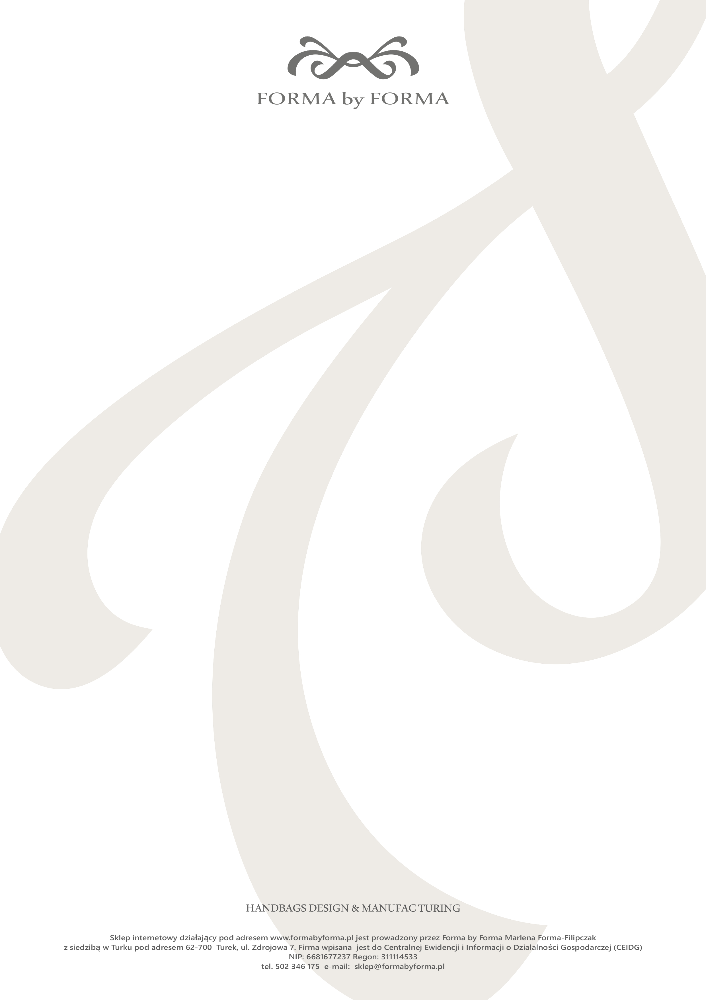 FORMA by FORMA
HANDBAGS DESIGN & MANUFAC TURING
Sklep internetowy działający pod adresem www.formabyforma.pl jest prowadzony przez Forma by Forma Marlena Forma-Filipczak
z siedzibą w Turku pod adresem 62-700 Turek, ul. Zdrojowa 7. Firma wpisana jest do Centralnej Ewidencji i Informacji o Dzialalności Gospodarczej (CEIDG)
NIP: 6681677237 Regon: 311114533
tel. 502 346 175 e-mail: sklep@formabyforma.pl